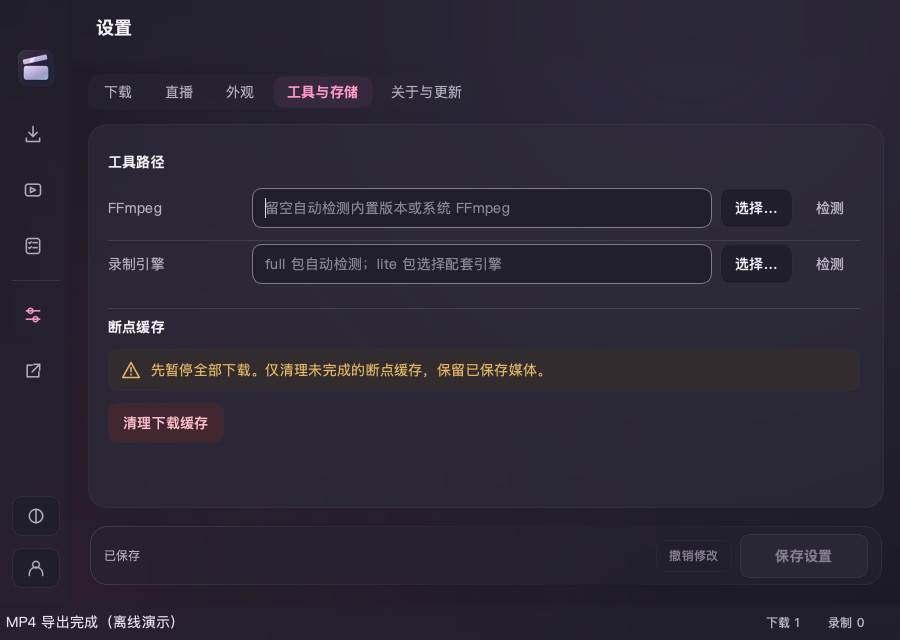 设置
下载 直播 外观 工具与存储 关于与更新
工具路径
FFmpeg 留空自动检测内置版本或系统 FFmpeg 选择... 检测
录制引擎 full 包自动检测；lite 包选择配套引擎 选择... 检测
断点缓存
先暂停全部下载。仅清理未完成的断点缓存，保留已保存媒体。
清理下载缓存
已保存 撤销修改 保存设置
MP4 导出完成（离线演示） 下载 1 录制 0